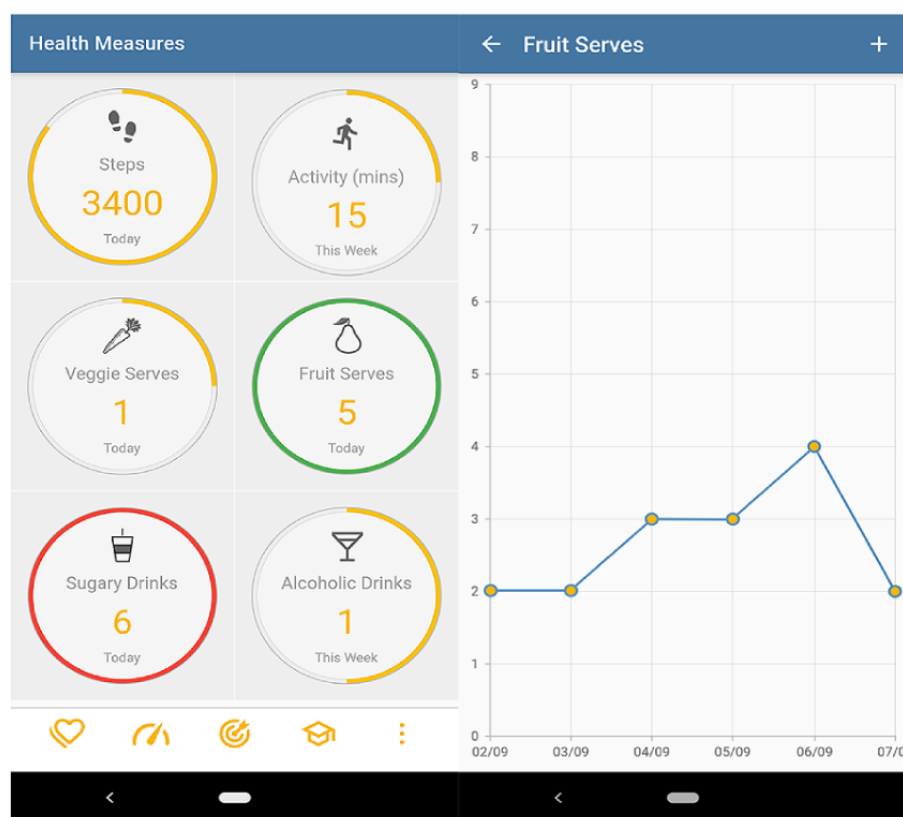 Health Measures
Steps
3400
Today
Activity (mins)
15
This Week
Veggie Serves
1
Today
Fruit Serves
5
Today
Sugary Drinks
6
Today
Alcoholic Drinks
1
This Week
Fruit Serves
9
8
7
6
5
4
3
2
1
0
02/09 03/09 04/09 05/09 06/09 07/0